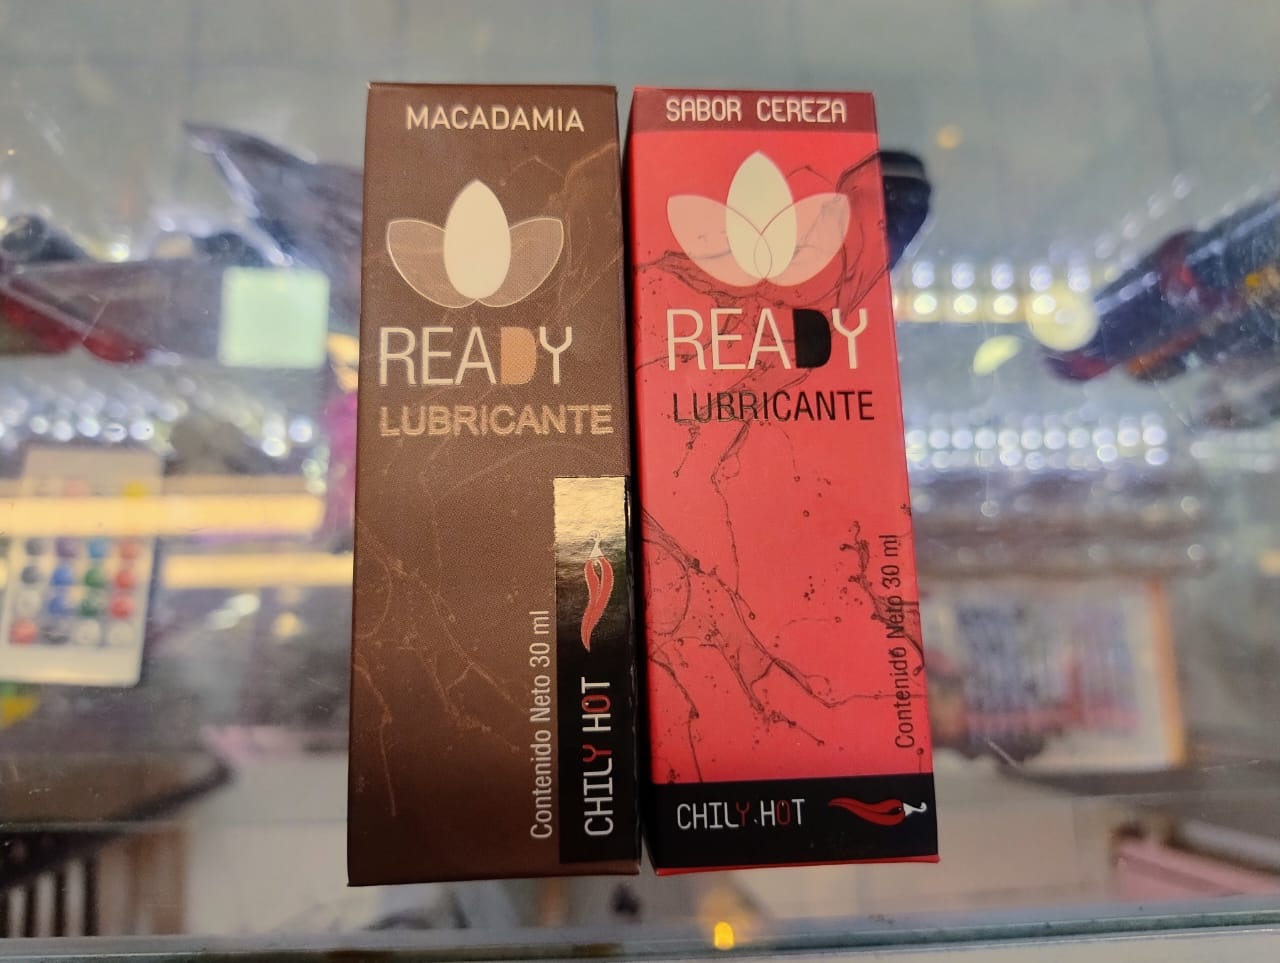 MACADAMIA
READY
LUBRICANTE
Contenido Neto 30 ml
CHILY HOT
SABOR CEREZA
READY
LUBRICANTE
Contenido Neto 30 ml
CHILY HOT